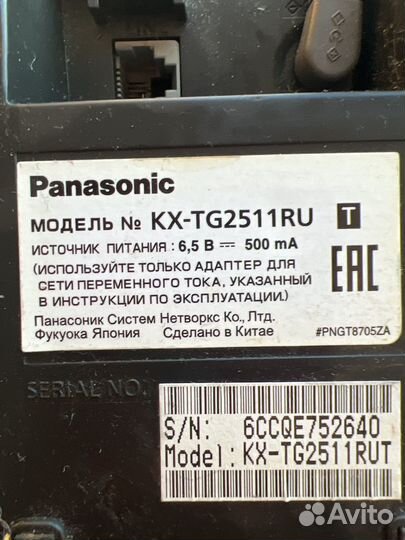 Panasonic
МОДЕЛЬ № KX-TG2511RU T
ИСТОЧНИК ПИТАНИЯ: 6,5 В ⎓ 500 mA
(ИСПОЛЬЗУЙТЕ ТОЛЬКО АДАПТЕР ДЛЯ
СЕТИ ПЕРЕМЕННОГО ТОКА, УКАЗАННЫЙ
В ИНСТРУКЦИИ ПО ЭКСПЛУАТАЦИИ.)
EAC
Панасоник Систем Нетворкс Ко., Лтд.
Фукуока Япония Сделано в Китае #PNGT8705ZA
SERIAL NO.
S/N: 6CCQE752640
Model: KX-TG2511RUT
Avito